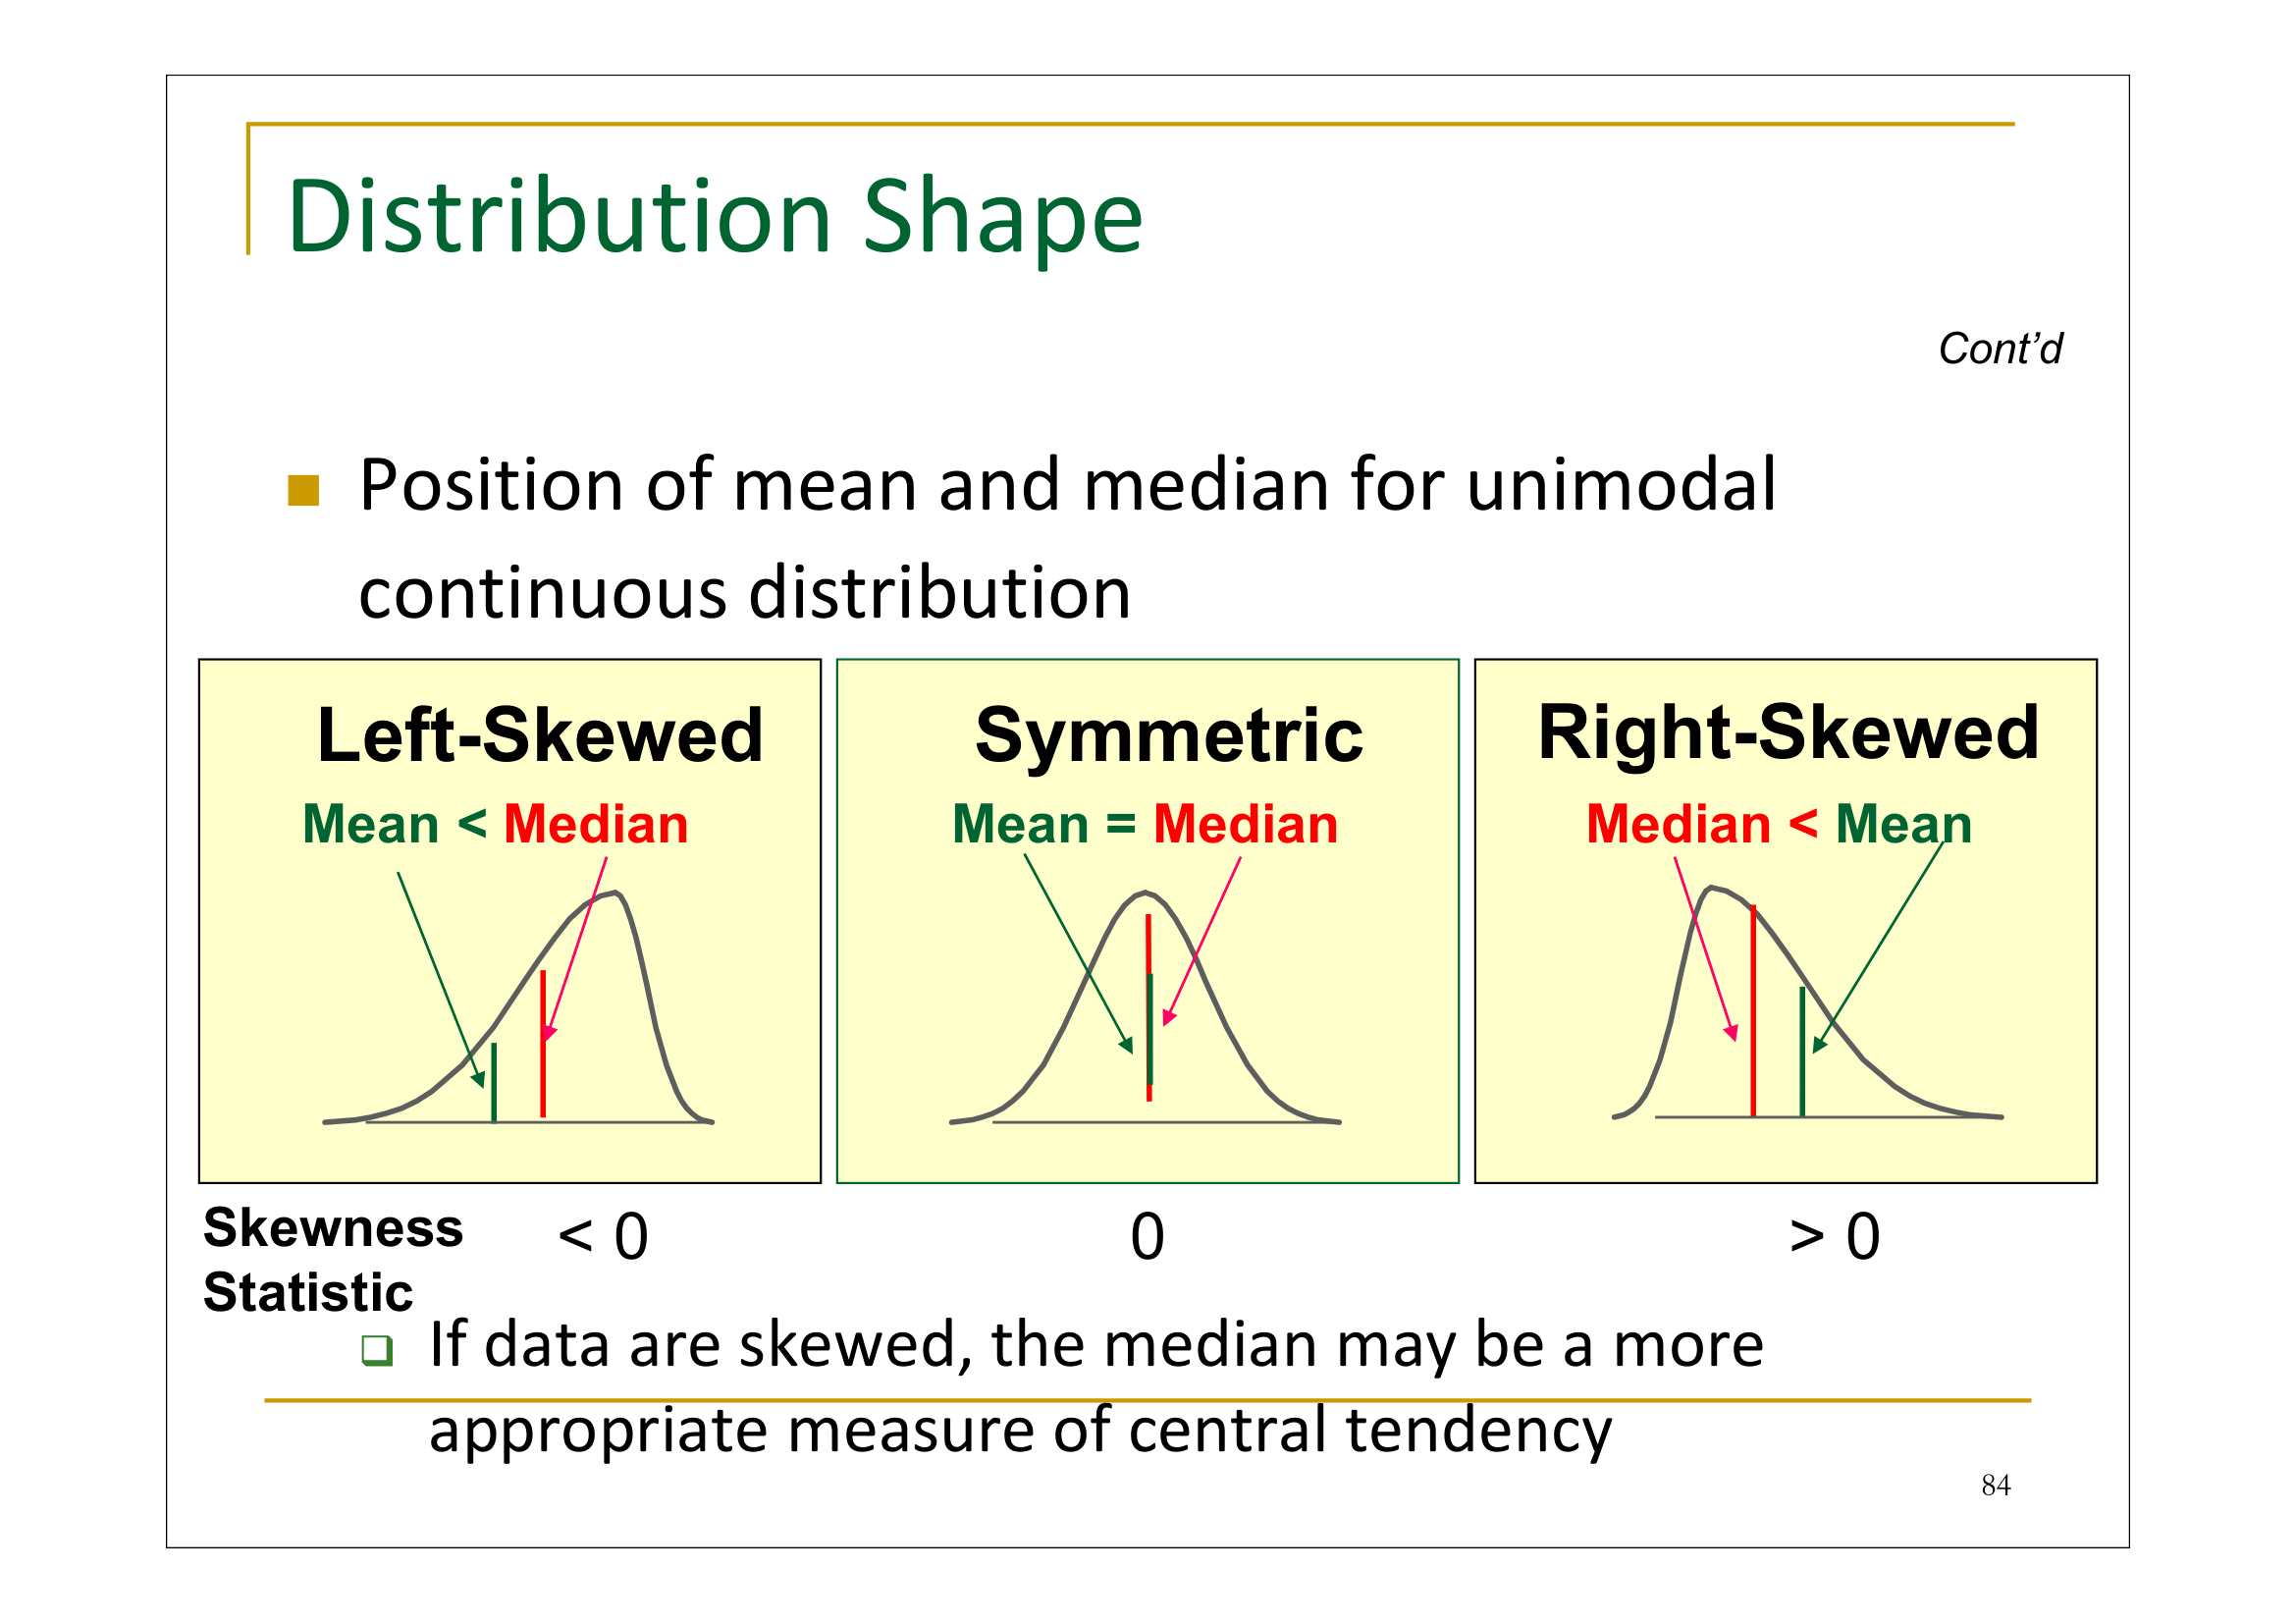 Distribution Shape
Cont’d
Position of mean and median for unimodal
continuous distribution
Left-Skewed
Mean < Median
Symmetric
Mean = Median
Right-Skewed
Median < Mean
Skewness
Statistic
< 0
0
> 0
If data are skewed, the median may be a more
appropriate measure of central tendency
84